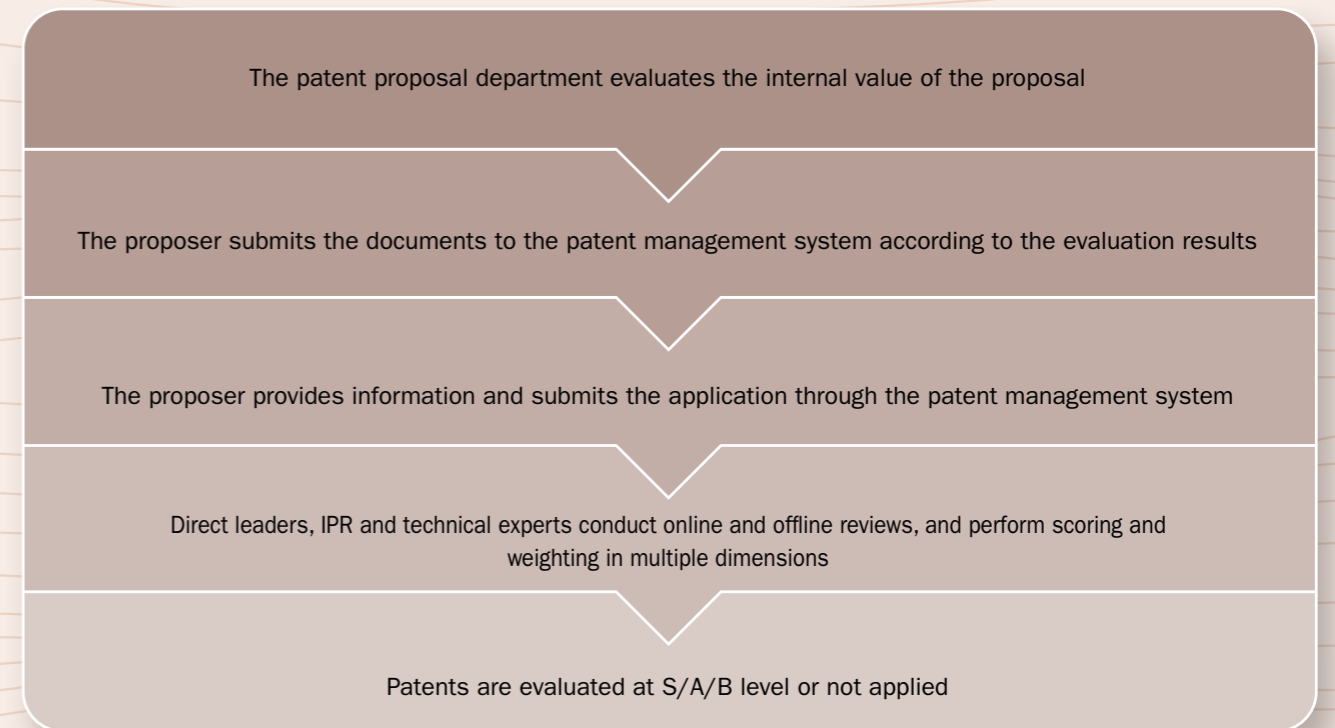 The patent proposal department evaluates the internal value of the proposal
The proposer submits the documents to the patent management system according to the evaluation results
The proposer provides information and submits the application through the patent management system
Direct leaders, IPR and technical experts conduct online and offline reviews, and perform scoring and
weighting in multiple dimensions
Patents are evaluated at S/A/B level or not applied